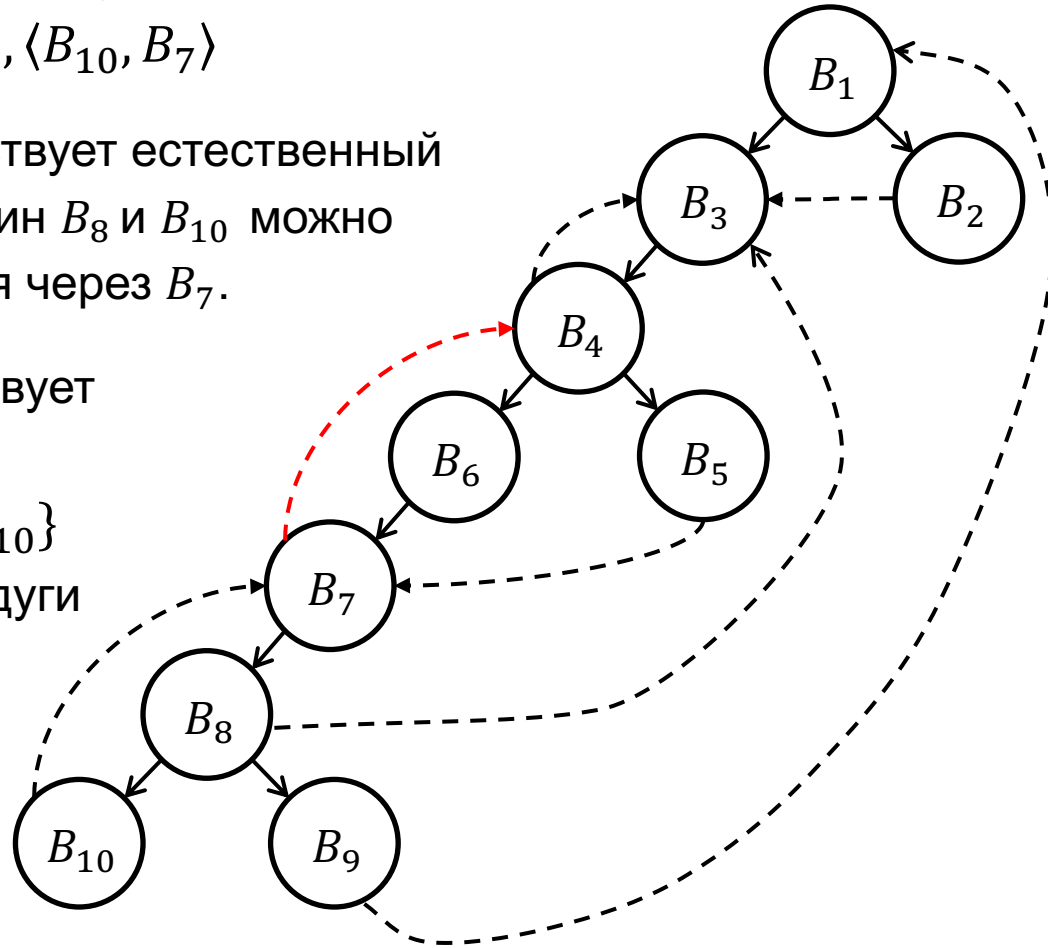 , ⟨B₁₀, B₇⟩
твует естественный
ин B₈ и B₁₀ можно
я через B₇.
вует
₁₀}
дуги
B₁
B₂
B₃
B₄
B₆
B₅
B₇
B₈
B₁₀
B₉